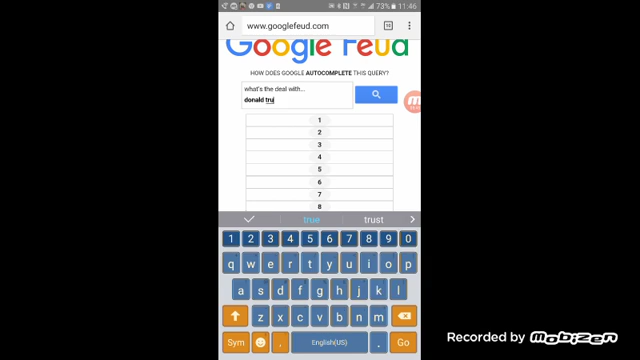 73% 11:46
www.googlefeud.com
10
Google Feud
HOW DOES GOOGLE AUTOCOMPLETE THIS QUERY?
what's the deal with...
donald tru
1
2
3
4
5
6
7
8
true trust
1 2 3 4 5 6 7 8 9 0
q w e r t y u i o p
a s d f g h j k l
z x c v b n m
Sym , English(US) . Go
Recorded by Mobizen